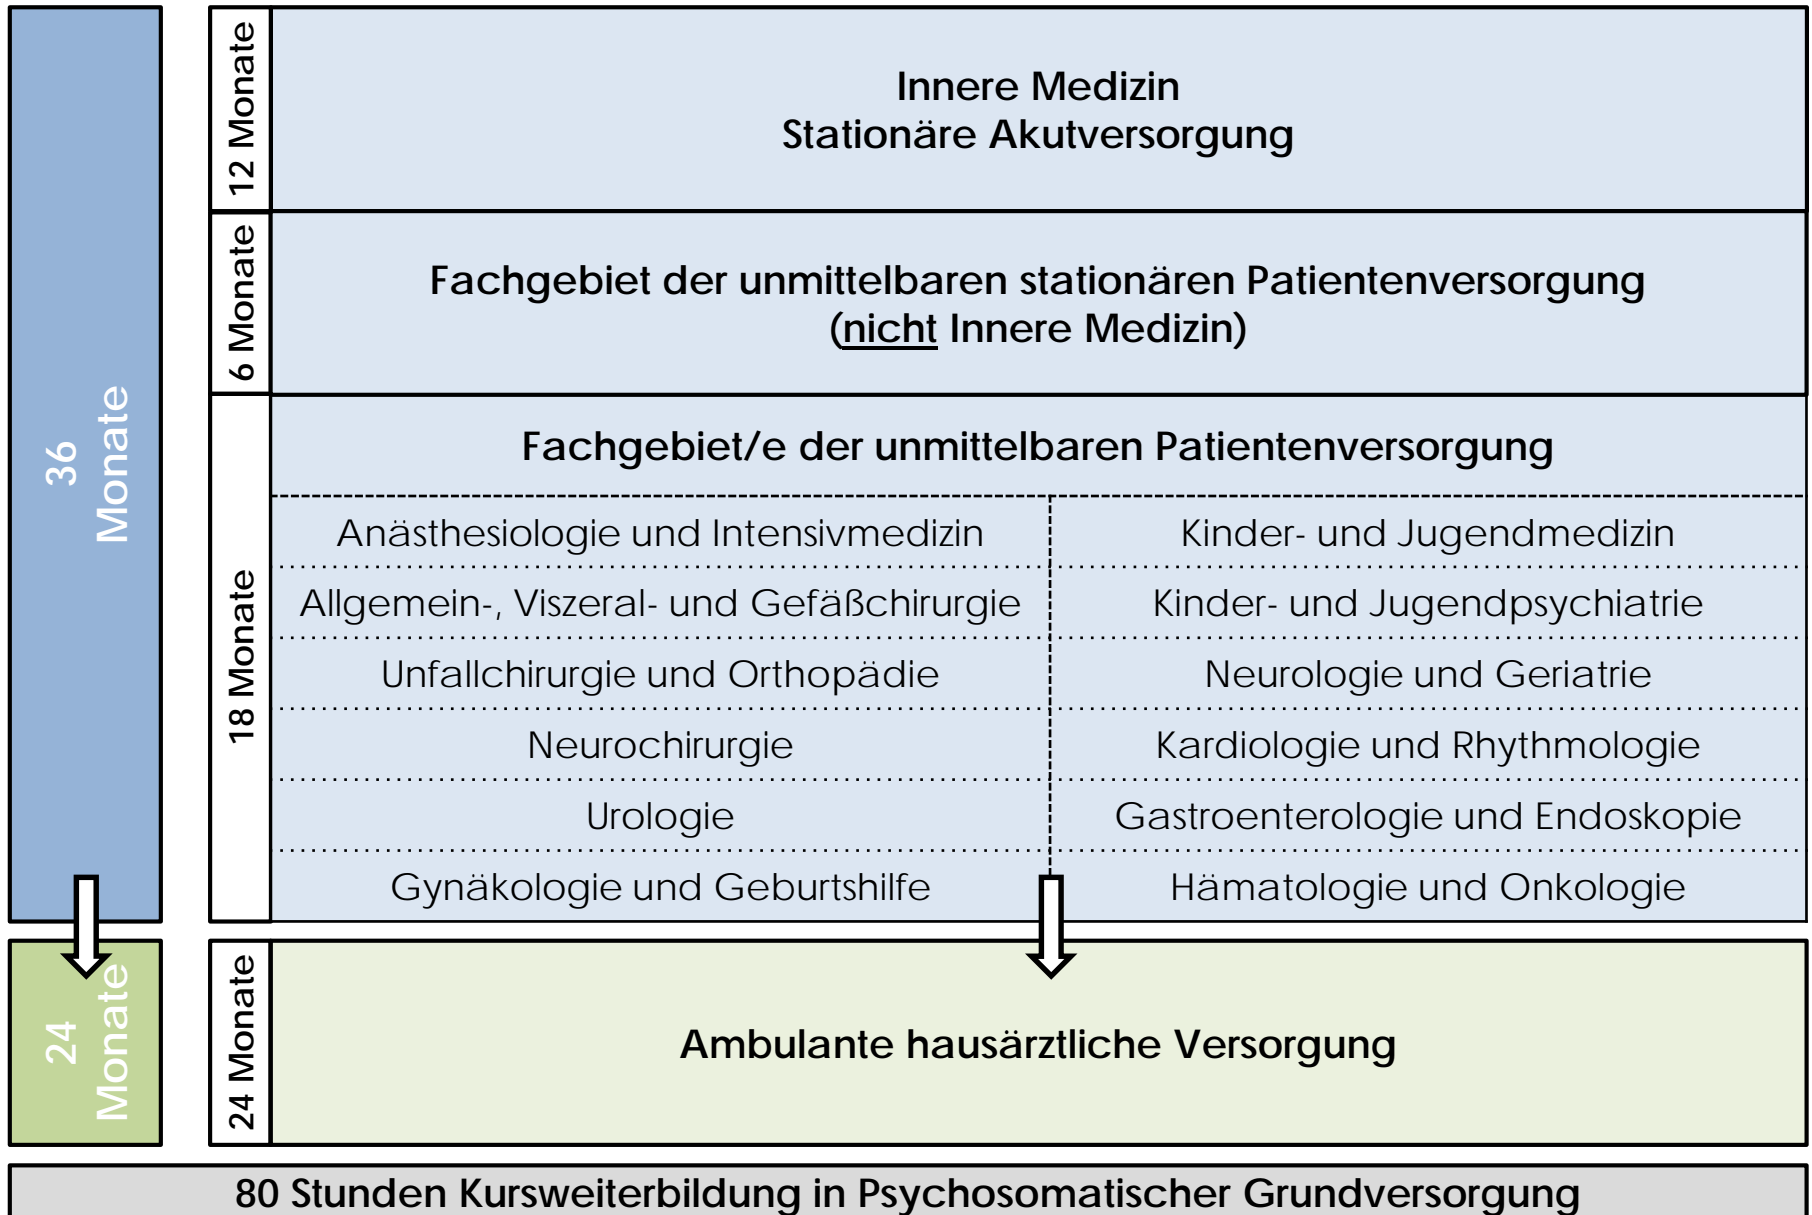 36
Monate
12 Monate
Innere Medizin
Stationäre Akutversorgung
6 Monate
Fachgebiet der unmittelbaren stationären Patientenversorgung
(nicht Innere Medizin)
18 Monate
Fachgebiet/e der unmittelbaren Patientenversorgung
Anästhesiologie und Intensivmedizin
Kinder- und Jugendmedizin
Allgemein-, Viszeral- und Gefäßchirurgie
Kinder- und Jugendpsychiatrie
Unfallchirurgie und Orthopädie
Neurologie und Geriatrie
Neurochirurgie
Kardiologie und Rhythmologie
Urologie
Gastroenterologie und Endoskopie
Gynäkologie und Geburtshilfe
Hämatologie und Onkologie
24
Monate
24 Monate
Ambulante hausärztliche Versorgung
80 Stunden Kursweiterbildung in Psychosomatischer Grundversorgung